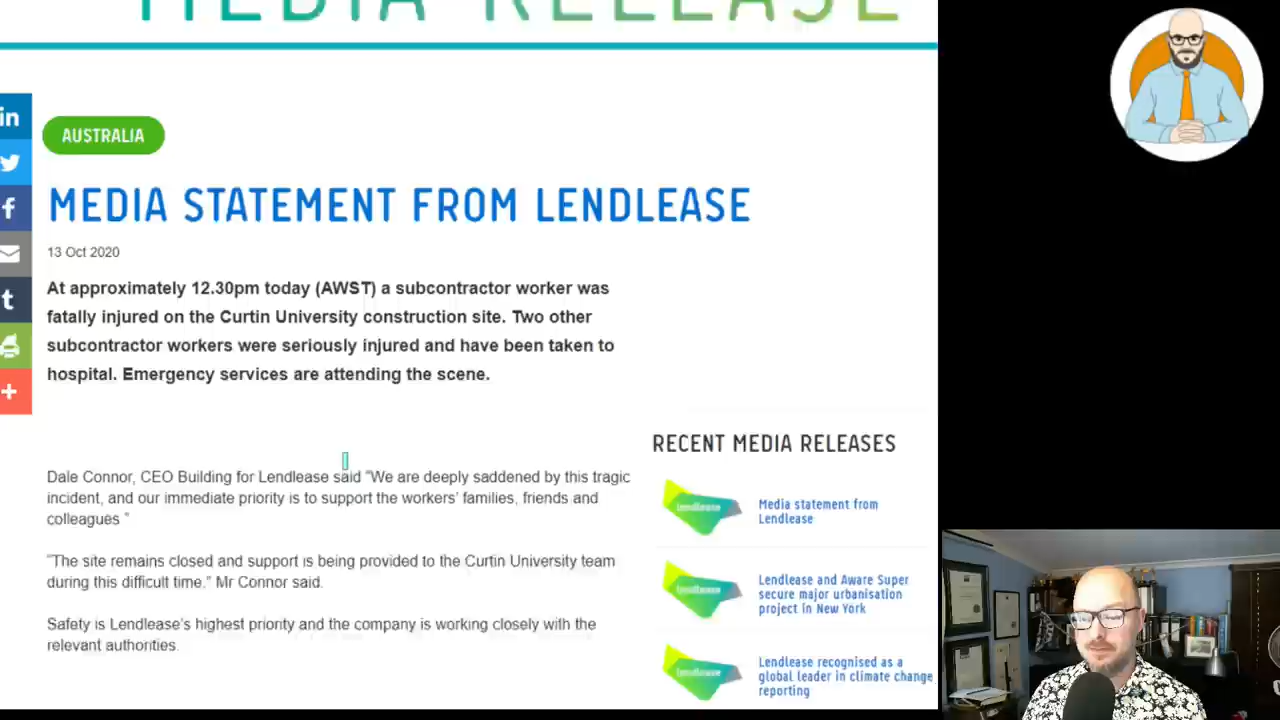 MEDIA RELEASE
in
AUSTRALIA
MEDIA STATEMENT FROM LENDLEASE
f
13 Oct 2020
At approximately 12.30pm today (AWST) a subcontractor worker was
t
fatally injured on the Curtin University construction site. Two other
subcontractor workers were seriously injured and have been taken to
hospital. Emergency services are attending the scene.
+
RECENT MEDIA RELEASES
Dale Connor, CEO Building for Lendlease said “We are deeply saddened by this tragic
incident, and our immediate priority is to support the workers’ families, friends and
colleagues ”
lendlease
Media statement from
Lendlease
“The site remains closed and support is being provided to the Curtin University team
during this difficult time.” Mr Connor said.
lendlease
Lendlease and Aware Super
secure major urbanisation
project in New York
Safety is Lendlease’s highest priority and the company is working closely with the
relevant authorities.
lendlease
Lendlease recognised as a
global leader in climate change
reporting